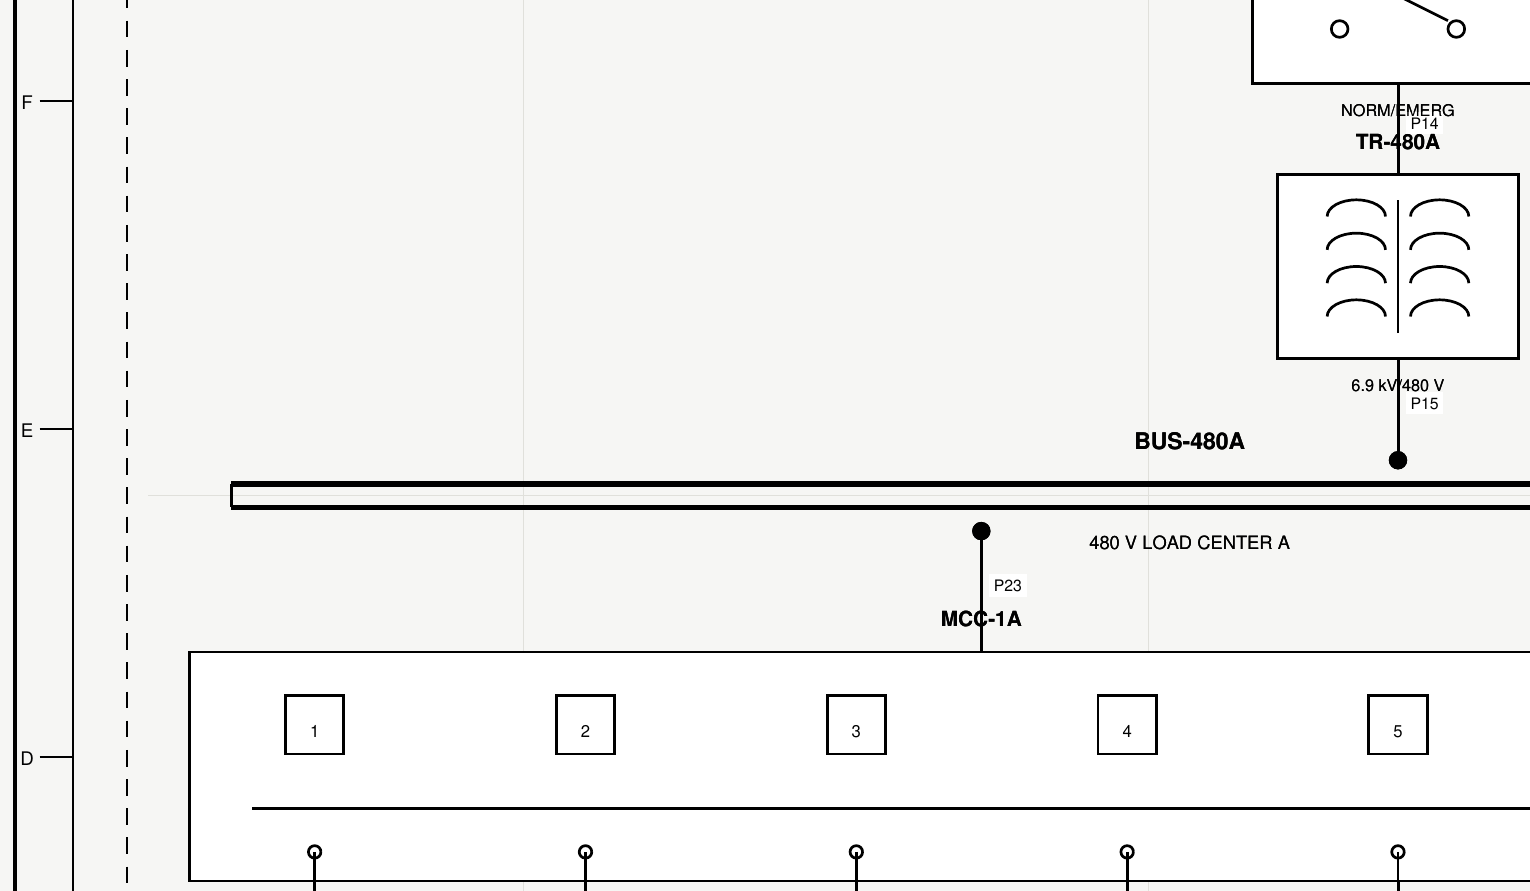 F
NORM/EMERG
P14
TR-480A
6.9 kV/480 V
P15
E
BUS-480A
480 V LOAD CENTER A
P23
MCC-1A
1 2 3 4 5
D